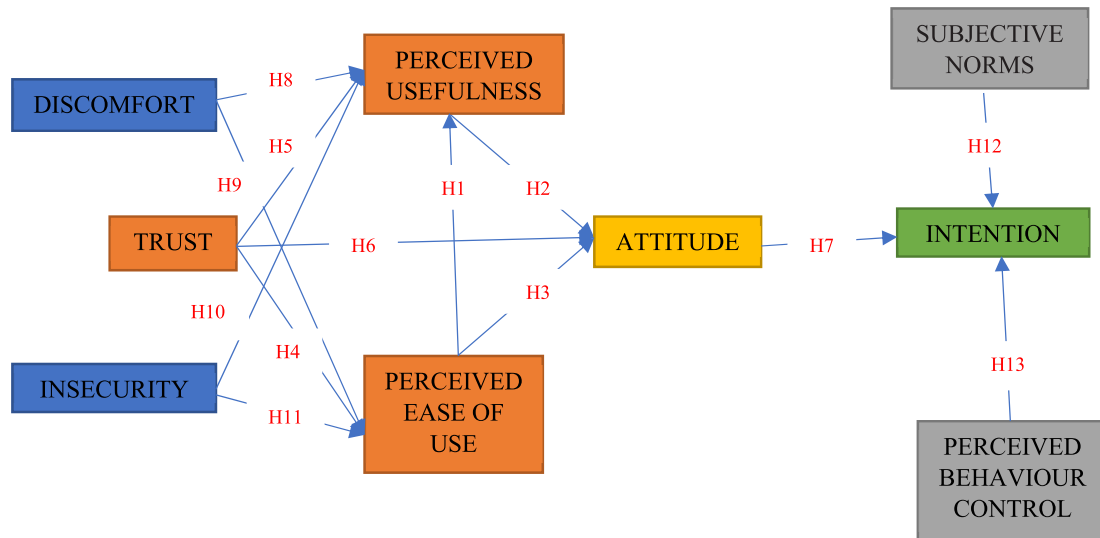 SUBJECTIVE
NORMS
PERCEIVED
USEFULNESS
H8
DISCOMFORT
H5
H12
H9
H1
H2
TRUST
H6
ATTITUDE
H7
INTENTION
H3
H10
H4
H13
INSECURITY
PERCEIVED
EASE OF
USE
H11
PERCEIVED
BEHAVIOUR
CONTROL